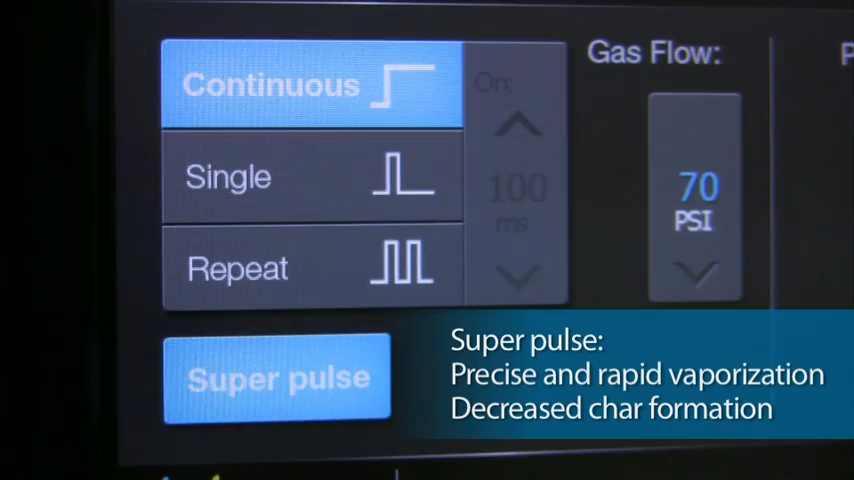 Continuous
On:
Gas Flow:
P
Single
100
ms
70
PSI
Repeat
Super pulse
Super pulse:
Precise and rapid vaporization
Decreased char formation